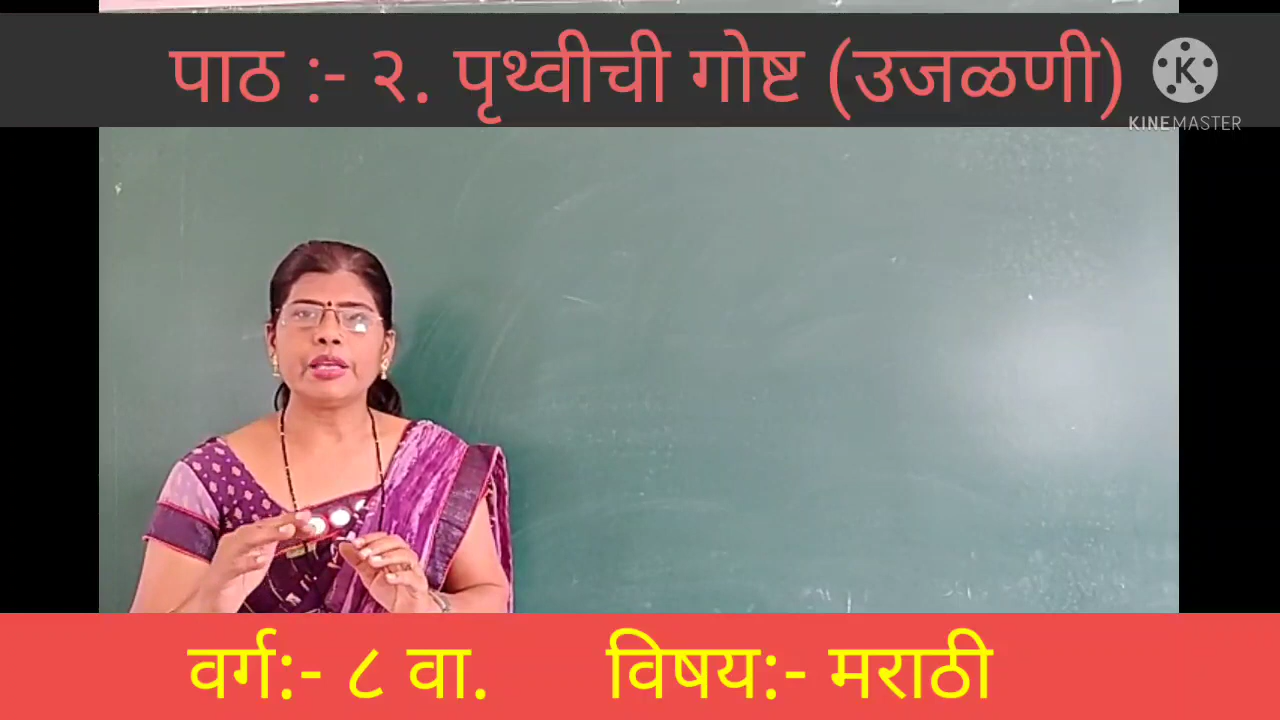 पाठ :- २. पृथ्वीची गोष्ट (उजळणी)
KINEMASTER
वर्ग:- ८ वा. विषय:- मराठी